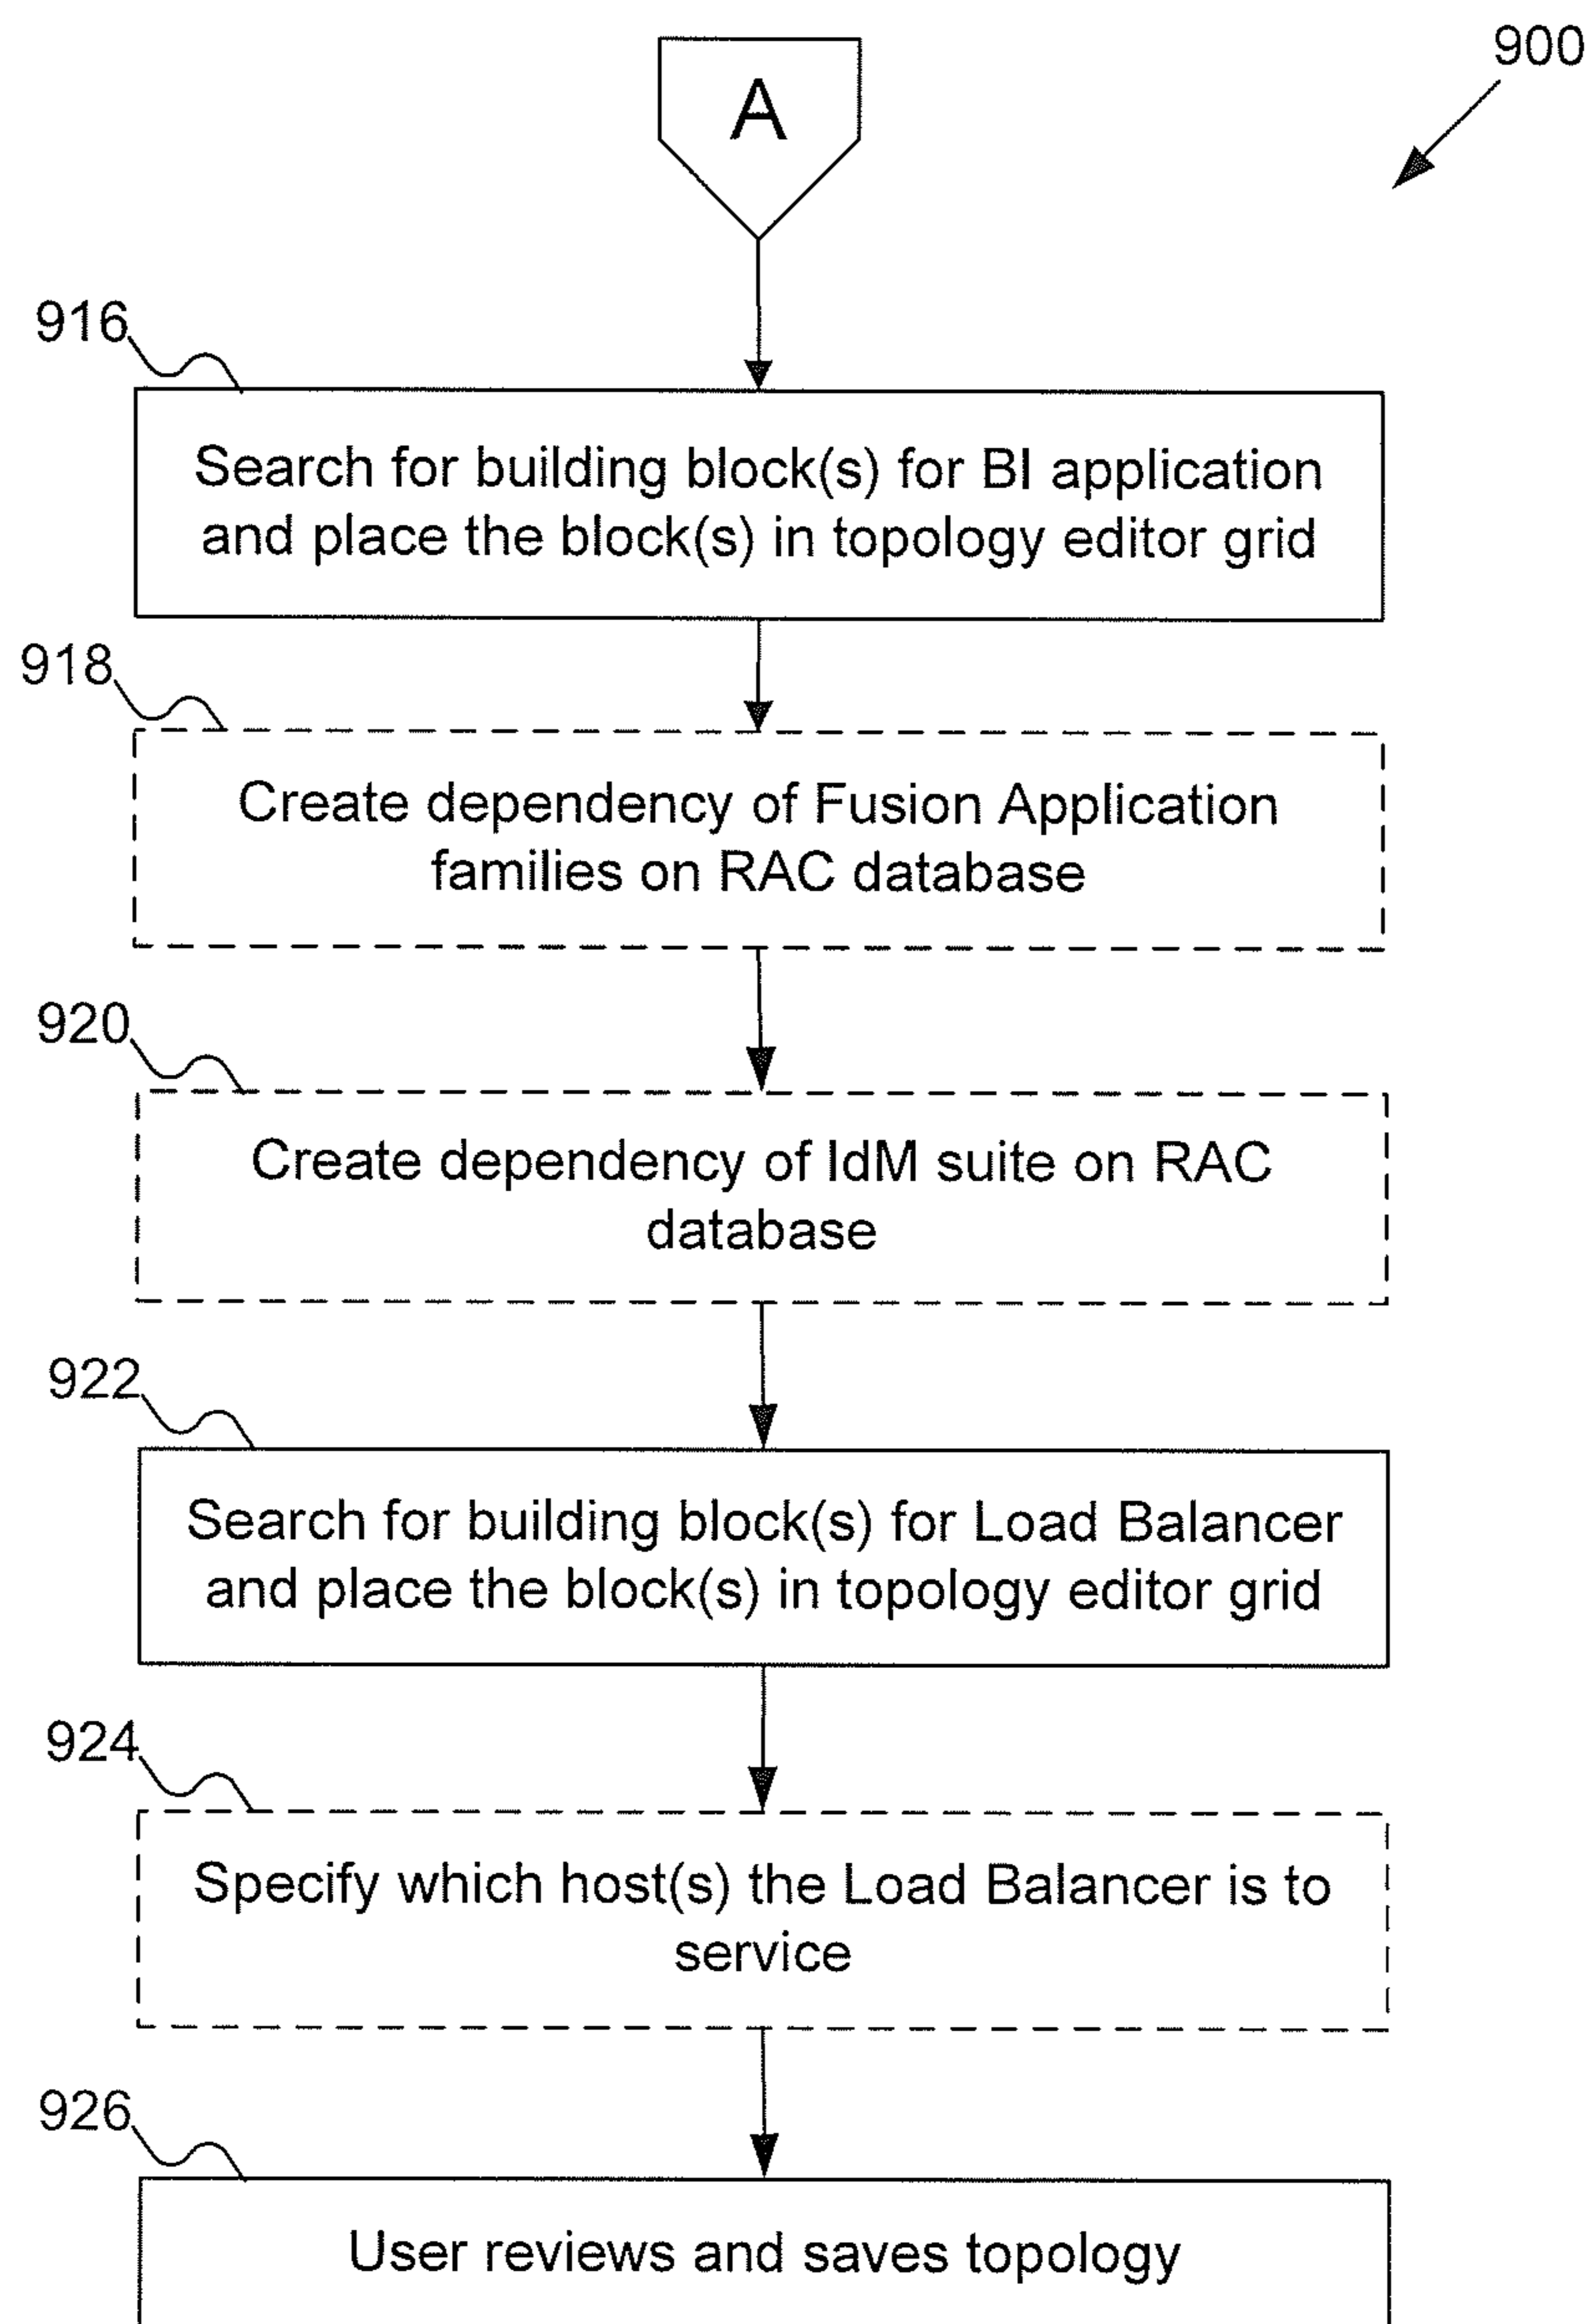 900
A
916
Search for building block(s) for BI application
and place the block(s) in topology editor grid
918
Create dependency of Fusion Application
families on RAC database
920
Create dependency of IdM suite on RAC
database
922
Search for building block(s) for Load Balancer
and place the block(s) in topology editor grid
924
Specify which host(s) the Load Balancer is to
service
926
User reviews and saves topology